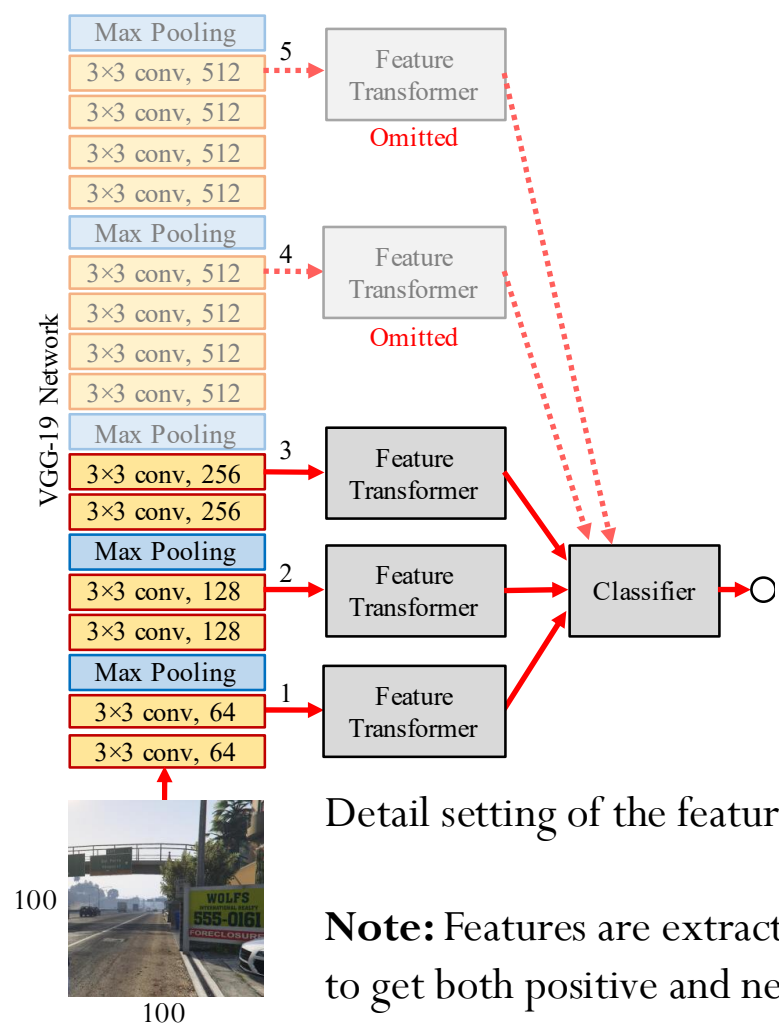 Max Pooling
3×3 conv, 512
3×3 conv, 512
3×3 conv, 512
3×3 conv, 512
Max Pooling
3×3 conv, 512
3×3 conv, 512
3×3 conv, 512
3×3 conv, 512
Max Pooling
3×3 conv, 256
3×3 conv, 256
Max Pooling
3×3 conv, 128
3×3 conv, 128
Max Pooling
3×3 conv, 64
3×3 conv, 64
VGG-19 Network
5
Feature
Transformer
Omitted
4
Feature
Transformer
Omitted
3
Feature
Transformer
2
Feature
Transformer
1
Feature
Transformer
Classifier
WOLFS
INTERNATIONAL REALTY
555-0161
FORECLOSURE
100
100
Detail setting of the featur
Note: Features are extract
to get both positive and ne